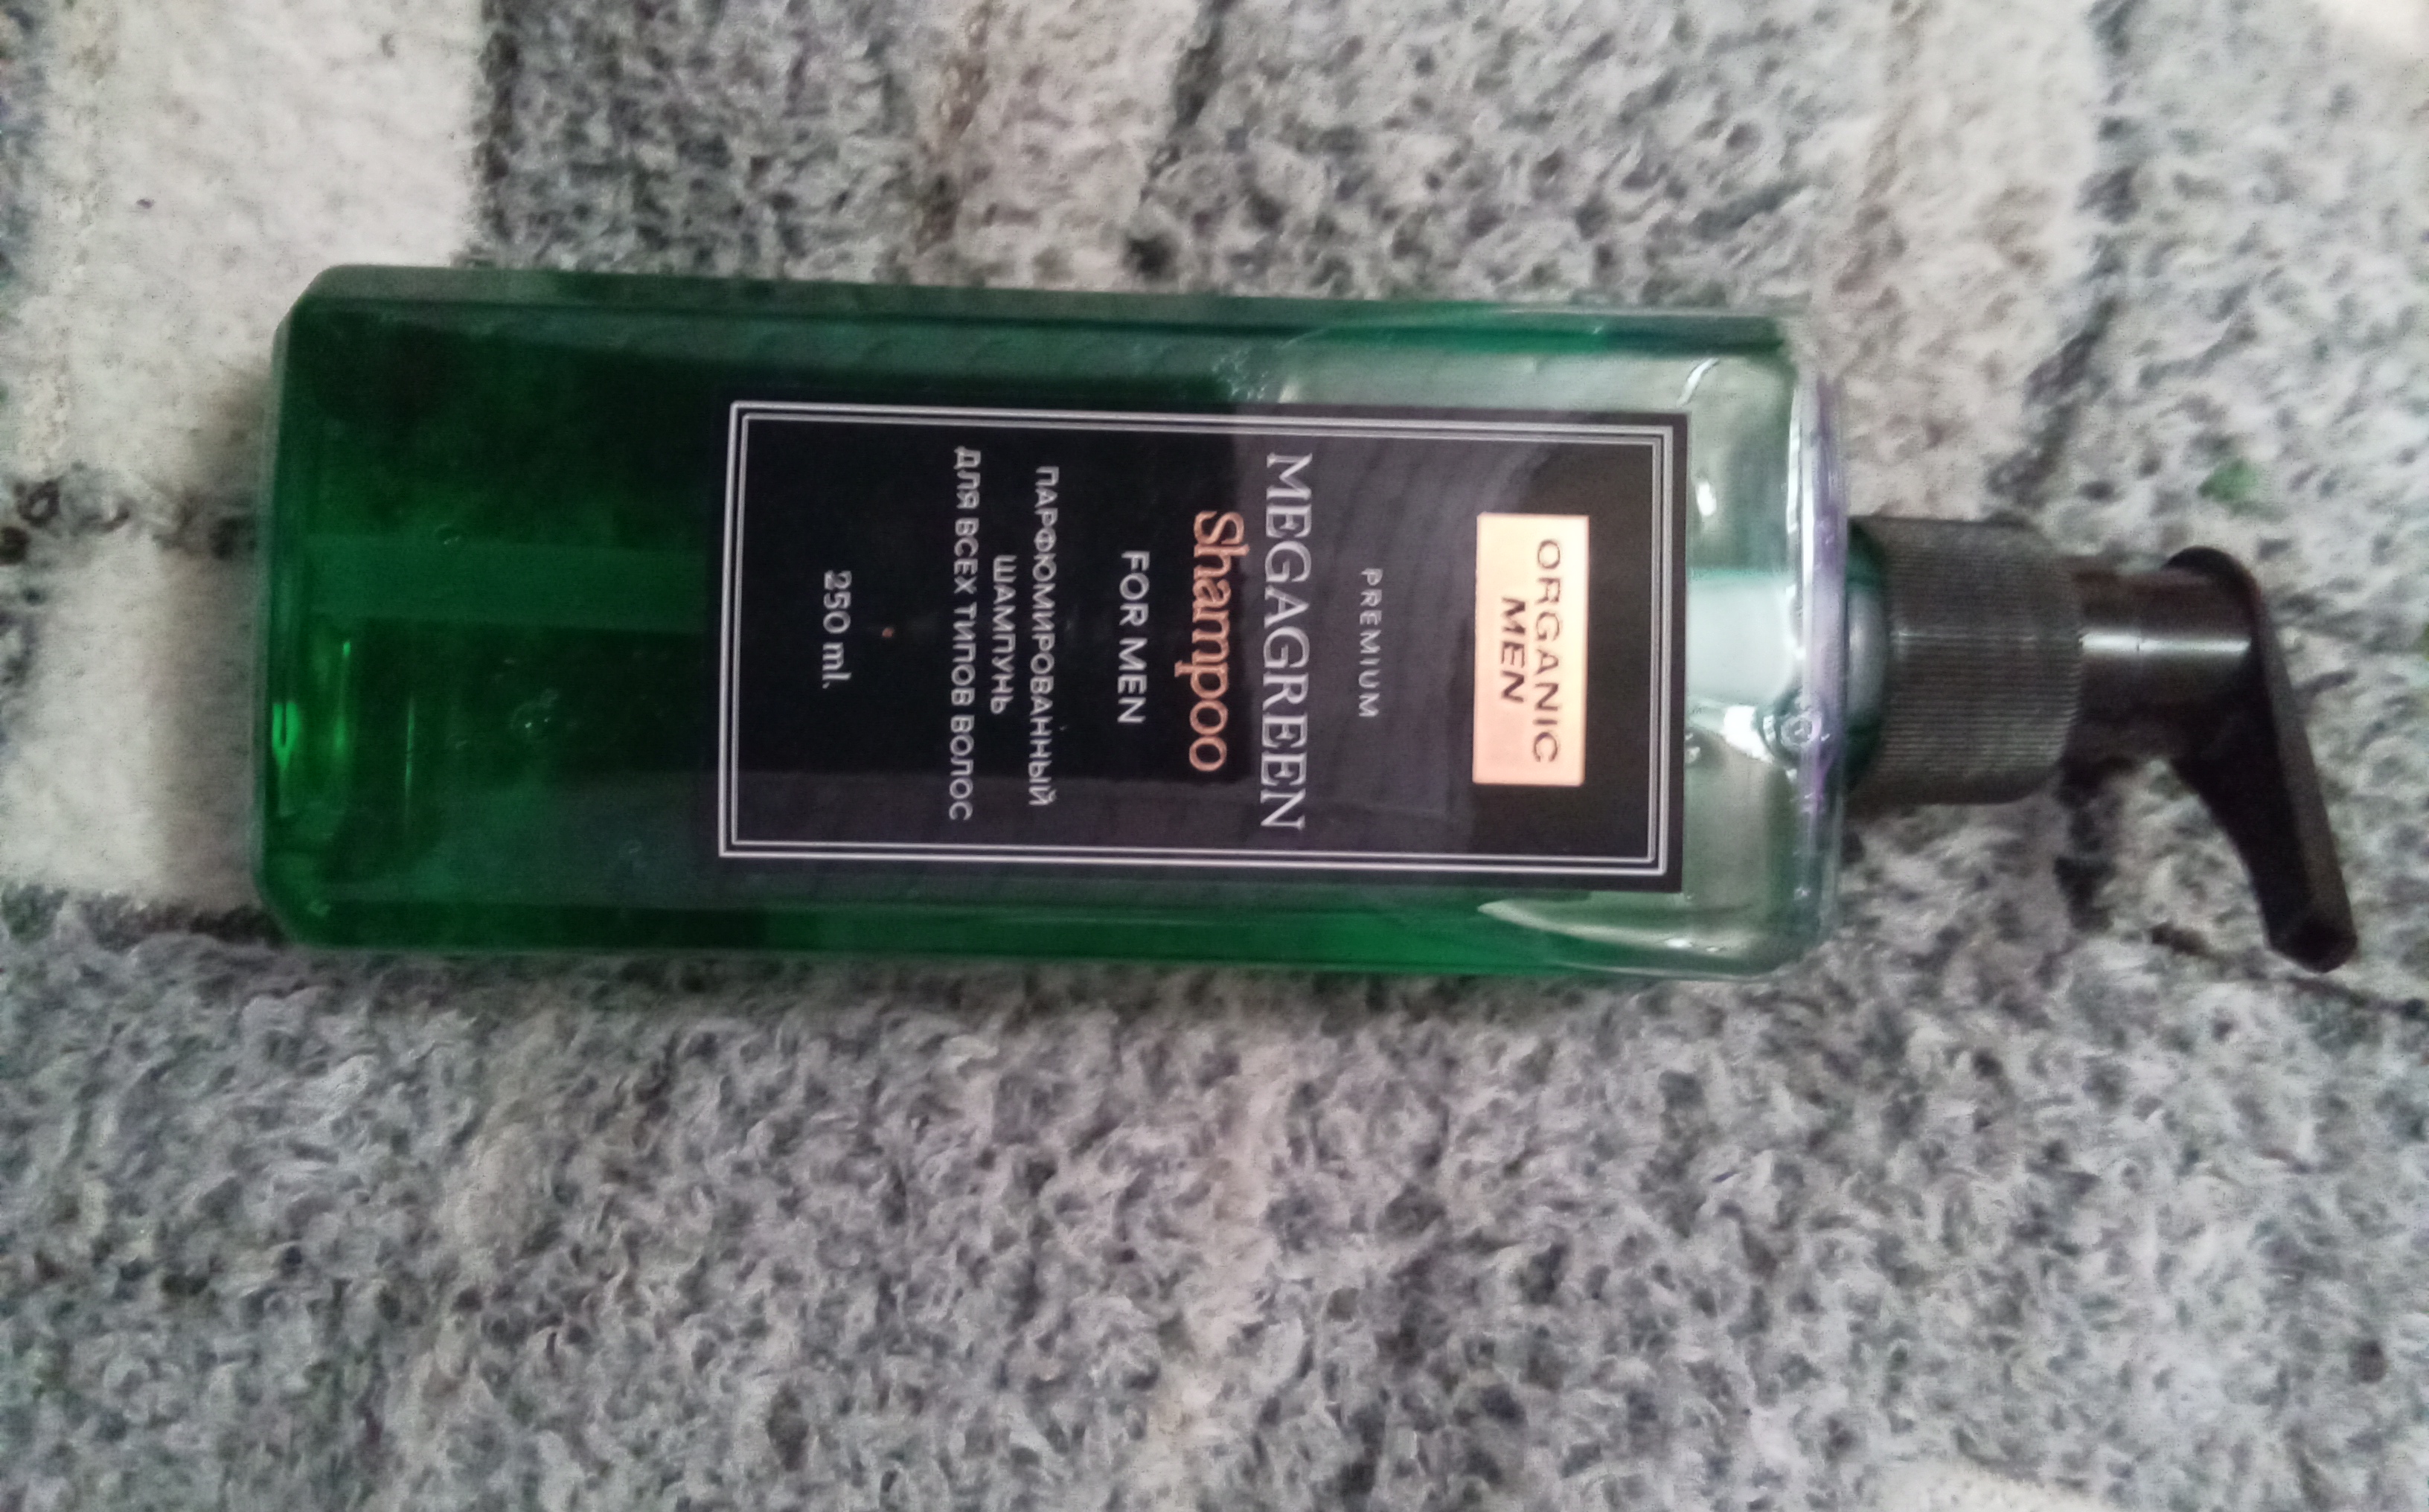 ORGANIC
MEN
PREMIUM
MEGAGREEN
Shampoo
FOR MEN
ПАРФЮМИРОВАННЫЙ
ШАМПУНЬ
ДЛЯ ВСЕХ ТИПОВ ВОЛОС
250 ml.